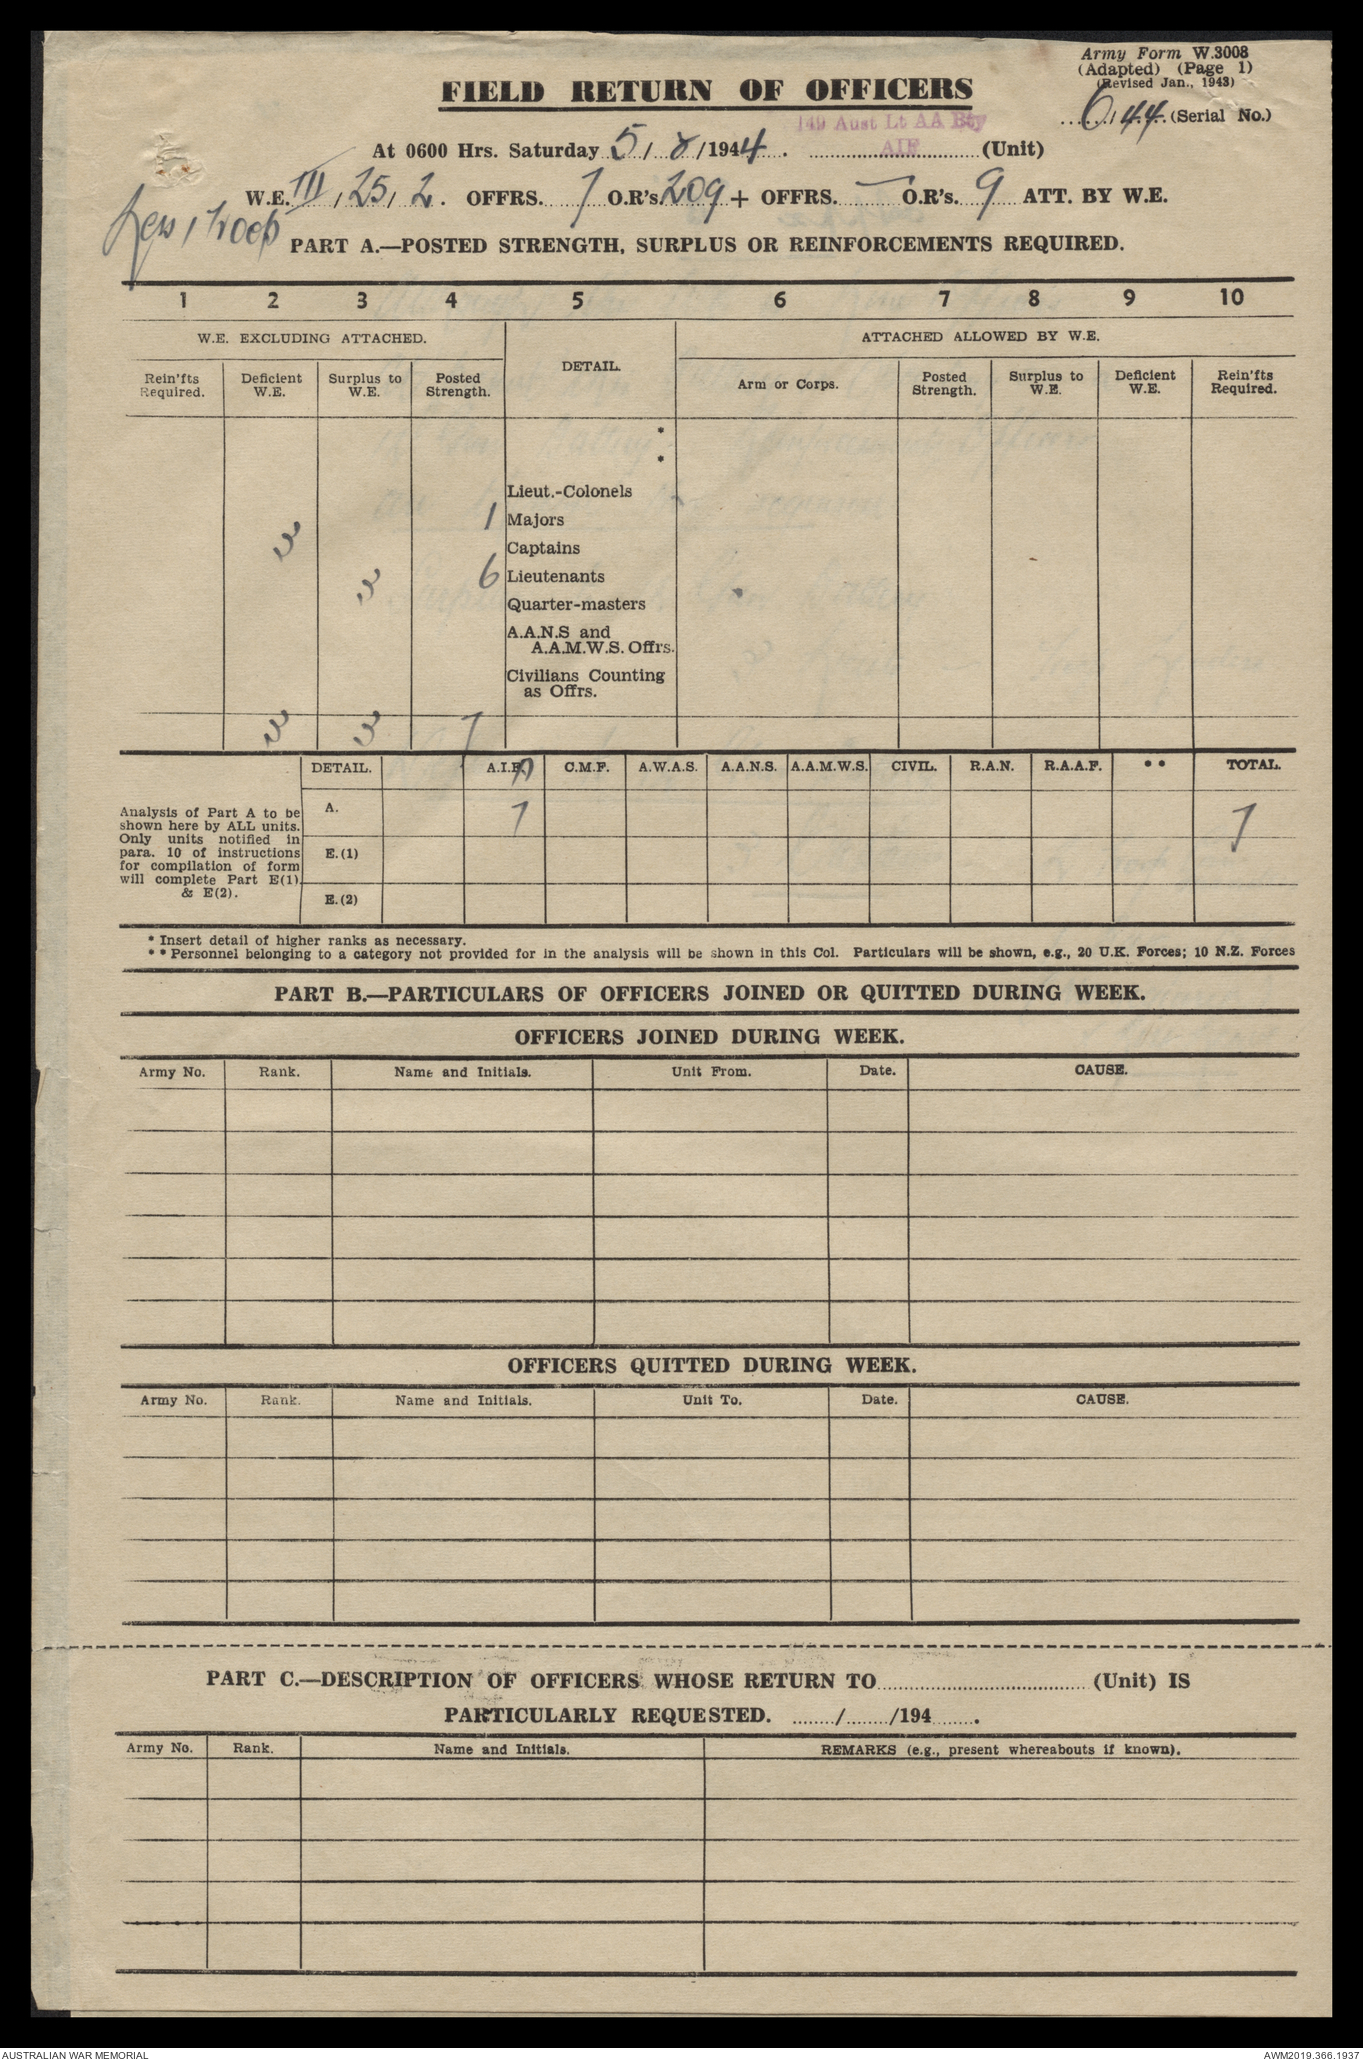 Army Form W.3008
(Adapted) (Page 1)
(Revised Jan., 1943)
FIELD RETURN OF OFFICERS
6/44 (Serial No.)
149 Aust Lt AA Bty
AIF
At 0600 Hrs. Saturday 5/8/1944. (Unit)
W.E. III/25/2. OFFRS. 7 O.R's. 209 + OFFRS. — O.R's. 9 ATT. BY W.E.
Less 1 Troop
PART A.—POSTED STRENGTH, SURPLUS OR REINFORCEMENTS REQUIRED.
1 2 3 4 5 6 7 8 9 10
W.E. EXCLUDING ATTACHED. DETAIL. ATTACHED ALLOWED BY W.E.
Rein'fts Required. Deficient W.E. Surplus to W.E. Posted Strength. Arm or Corps. Posted Strength. Surplus to W.E. Deficient W.E. Rein'fts Required.
*
*
Lieut.-Colonels
1 Majors
3 Captains
3 6 Lieutenants
Quarter-masters
A.A.N.S and
A.A.M.W.S. Offrs.
Civilians Counting
as Offrs.
3 3 7
DETAIL. A.I.F. C.M.F. A.W.A.S. A.A.N.S. A.A.M.W.S. CIVIL. R.A.N. R.A.A.F. ** TOTAL.
Analysis of Part A to be
shown here by ALL units.
Only units notified in
para. 10 of instructions
for compilation of form
will complete Part E(1)
& E(2).
A. 7 7
E.(1)
E.(2)
* Insert detail of higher ranks as necessary.
** Personnel belonging to a category not provided for in the analysis will be shown in this Col. Particulars will be shown, e.g., 20 U.K. Forces; 10 N.Z. Forces
PART B.—PARTICULARS OF OFFICERS JOINED OR QUITTED DURING WEEK.
OFFICERS JOINED DURING WEEK.
Army No. Rank. Name and Initials. Unit From. Date. CAUSE.
OFFICERS QUITTED DURING WEEK.
Army No. Rank. Name and Initials. Unit To. Date. CAUSE.
PART C.—DESCRIPTION OF OFFICERS WHOSE RETURN TO.................... (Unit) IS
PARTICULARLY REQUESTED. ......../......../194.......
Army No. Rank. Name and Initials. REMARKS (e.g., present whereabouts if known).
AUSTRALIAN WAR MEMORIAL AWM2019.366.1937